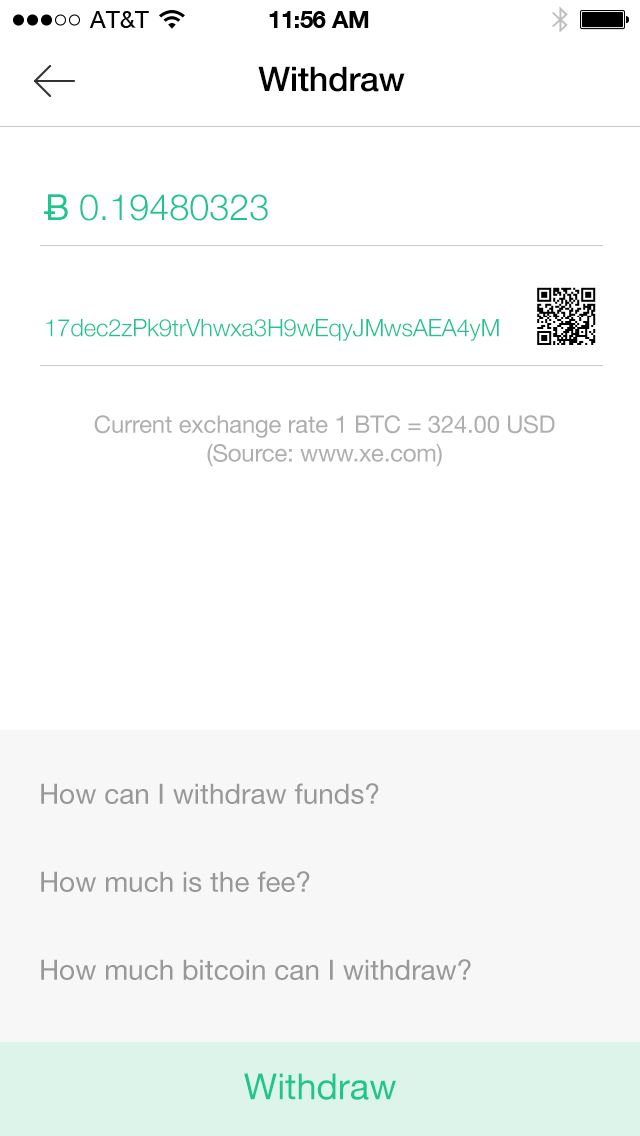 AT&T 11:56 AM
Withdraw
Ƀ 0.19480323
17dec2zPk9trVhwxa3H9wEqyJMwsAEA4yM
Current exchange rate 1 BTC = 324.00 USD
(Source: www.xe.com)
How can I withdraw funds?
How much is the fee?
How much bitcoin can I withdraw?
Withdraw